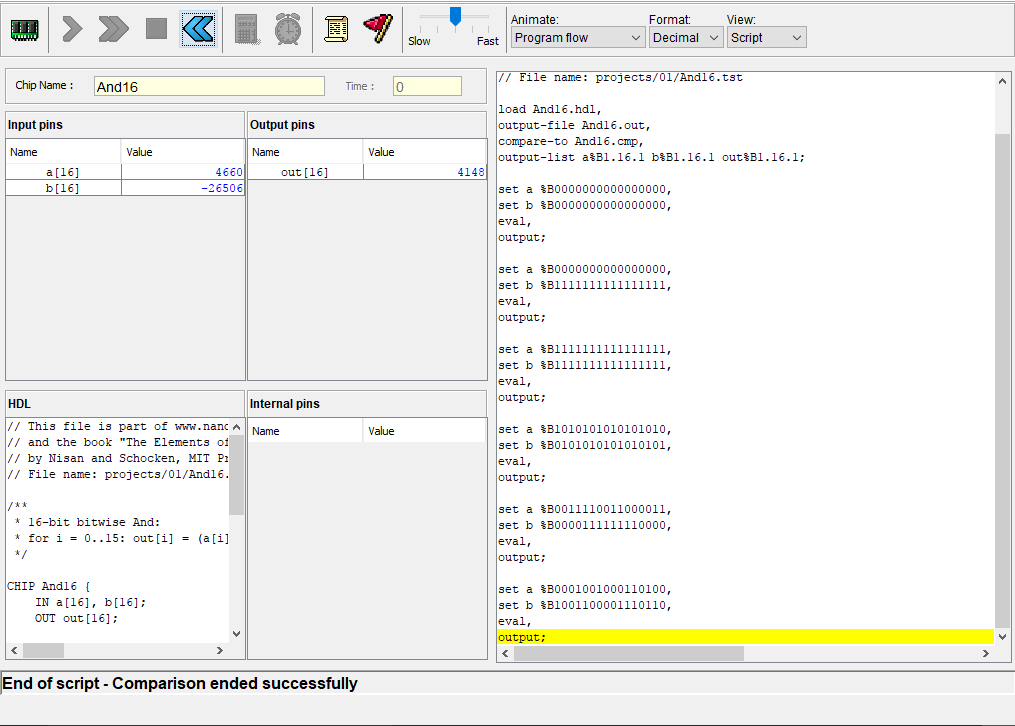 Slow
Fast
Animate:
Program flow
Format:
Decimal
View:
Script
Chip Name :
And16
Time :
0
Input pins
Name Value
a[16] 4660
b[16] -26506
Output pins
Name Value
out[16] 4148
HDL
// This file is part of www.nand
// and the book "The Elements of
// by Nisan and Schocken, MIT Pr
// File name: projects/01/And16.
/**
* 16-bit bitwise And:
* for i = 0..15: out[i] = (a[i]
*/
CHIP And16 {
IN a[16], b[16];
OUT out[16];
Internal pins
Name Value
// File name: projects/01/And16.tst
load And16.hdl,
output-file And16.out,
compare-to And16.cmp,
output-list a%B1.16.1 b%B1.16.1 out%B1.16.1;
set a %B0000000000000000,
set b %B0000000000000000,
eval,
output;
set a %B0000000000000000,
set b %B1111111111111111,
eval,
output;
set a %B1111111111111111,
set b %B1111111111111111,
eval,
output;
set a %B1010101010101010,
set b %B0101010101010101,
eval,
output;
set a %B0011110011000011,
set b %B0000111111110000,
eval,
output;
set a %B0001001000110100,
set b %B1001100001110110,
eval,
output;
End of script - Comparison ended successfully